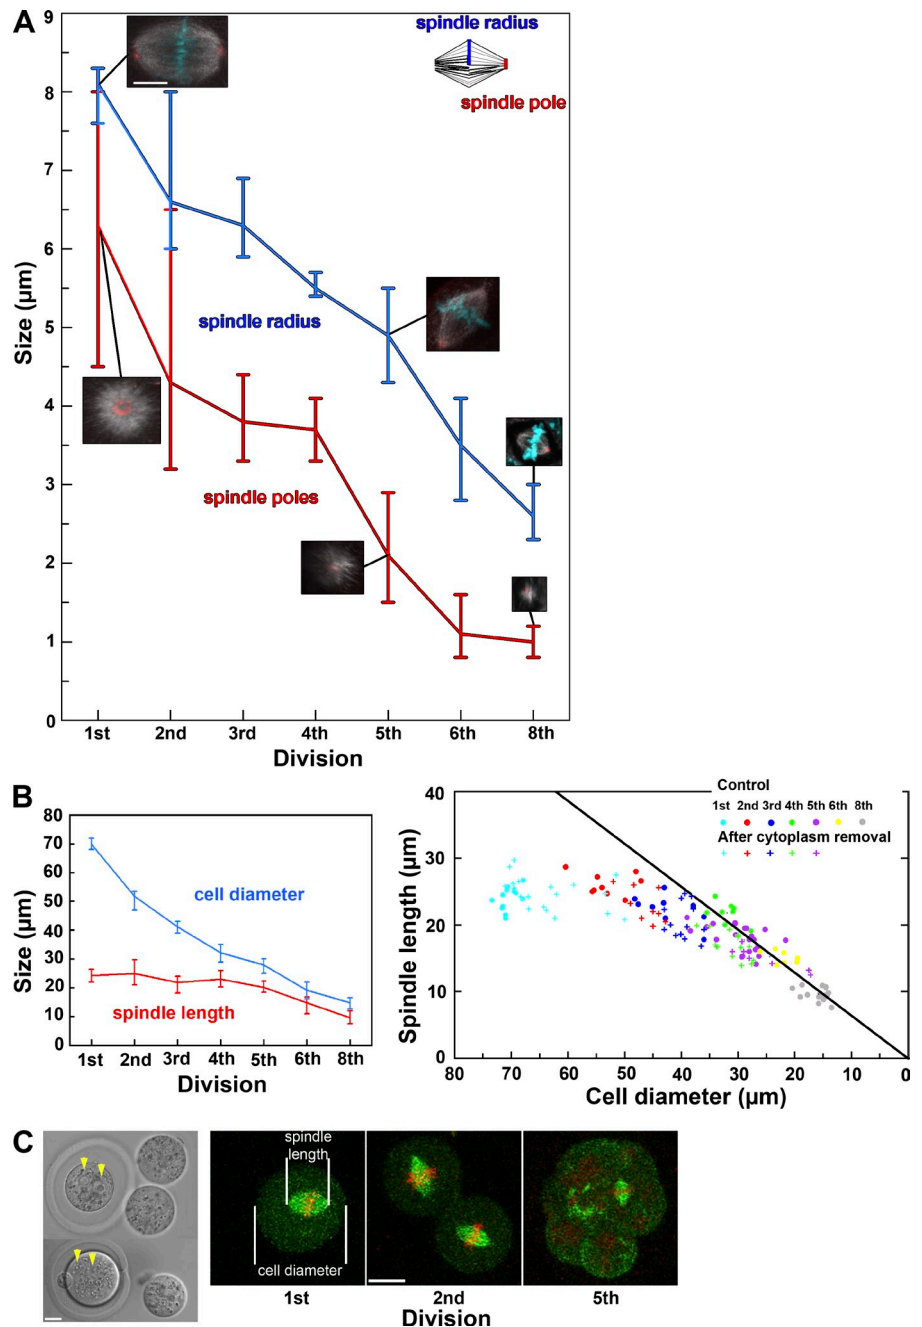 A
9
8
7
6
5
4
3
2
1
0
Size (µm)
spindle radius
spindle pole
spindle radius
spindle poles
1st 2nd 3rd 4th 5th 6th 8th
Division
B
80
70
60
50
40
30
20
10
0
Size (µm)
cell diameter
spindle length
1st 2nd 3rd 4th 5th 6th 8th
Division
Control
1st 2nd 3rd 4th 5th 6th 8th
After cytoplasm removal
40
30
20
10
0
Spindle length (µm)
80 70 60 50 40 30 20 10 0
Cell diameter (µm)
C
spindle
length
cell diameter
1st 2nd 5th
Division